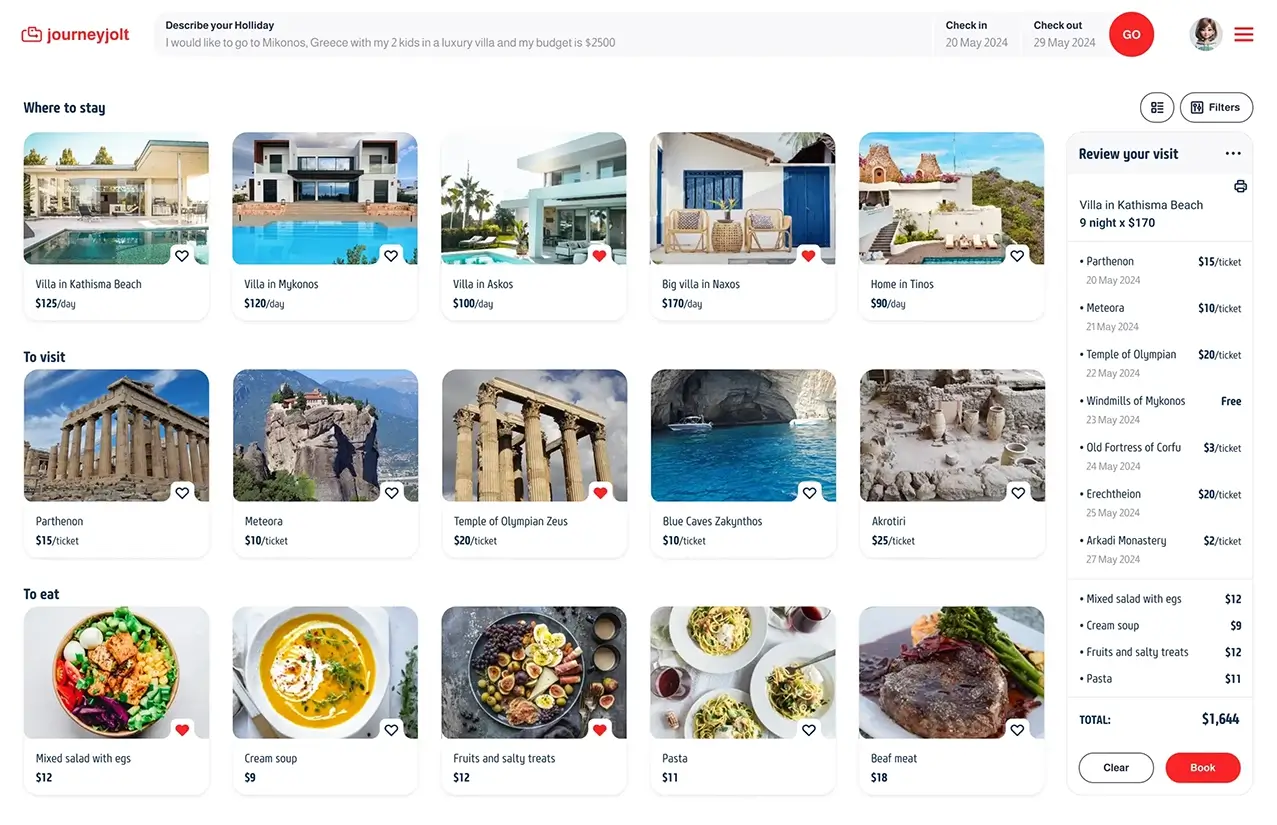 journeyjolt
Describe your Holliday
I would like to go to Mikonos, Greece with my 2 kids in a luxury villa and my budget is $2500
Check in
20 May 2024
Check out
29 May 2024
GO
Where to stay
Filters
Villa in Kathisma Beach
$125/day
Villa in Mykonos
$120/day
Villa in Askos
$100/day
Big villa in Naxos
$170/day
Home in Tinos
$90/day
To visit
Parthenon
$15/ticket
Meteora
$10/ticket
Temple of Olympian Zeus
$20/ticket
Blue Caves Zakynthos
$10/ticket
Akrotiri
$25/ticket
To eat
Mixed salad with egs
$12
Cream soup
$9
Fruits and salty treats
$12
Pasta
$11
Beaf meat
$18
Review your visit
Villa in Kathisma Beach
9 night x $170
• Parthenon $15/ticket
20 May 2024
• Meteora $10/ticket
21 May 2024
• Temple of Olympian $20/ticket
22 May 2024
• Windmills of Mykonos Free
23 May 2024
• Old Fortress of Corfu $3/ticket
24 May 2024
• Erechtheion $20/ticket
25 May 2024
• Arkadi Monastery $2/ticket
27 May 2024
• Mixed salad with egs $12
• Cream soup $9
• Fruits and salty treats $12
• Pasta $11
TOTAL: $1,644
Clear
Book